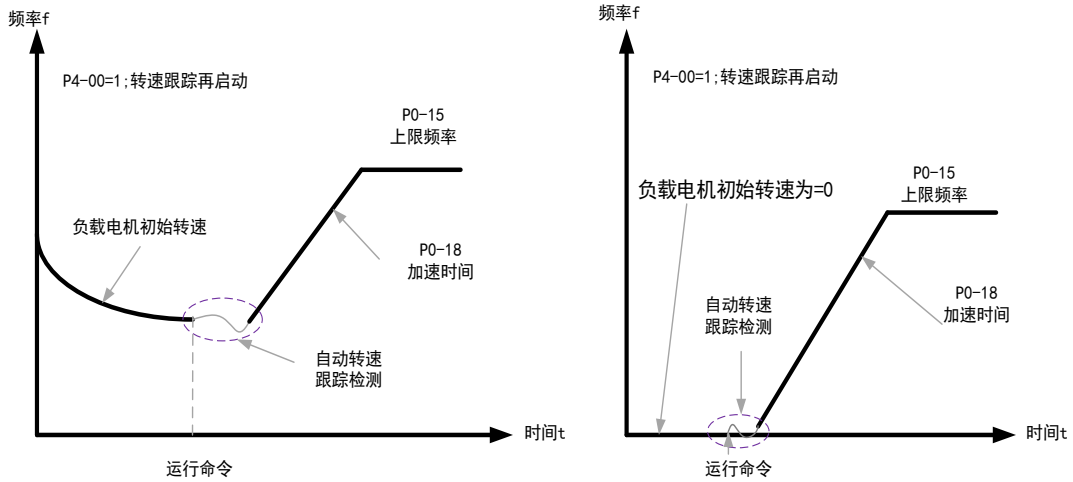 频率f
P4-00=1;转速跟踪再启动
P0-15
上限频率
负载电机初始转速
P0-18
加速时间
自动转速
跟踪检测
时间t
运行命令
频率f
P4-00=1;转速跟踪再启动
负载电机初始转速为=0
P0-15
上限频率
P0-18
加速时间
自动转速
跟踪检测
时间t
运行命令